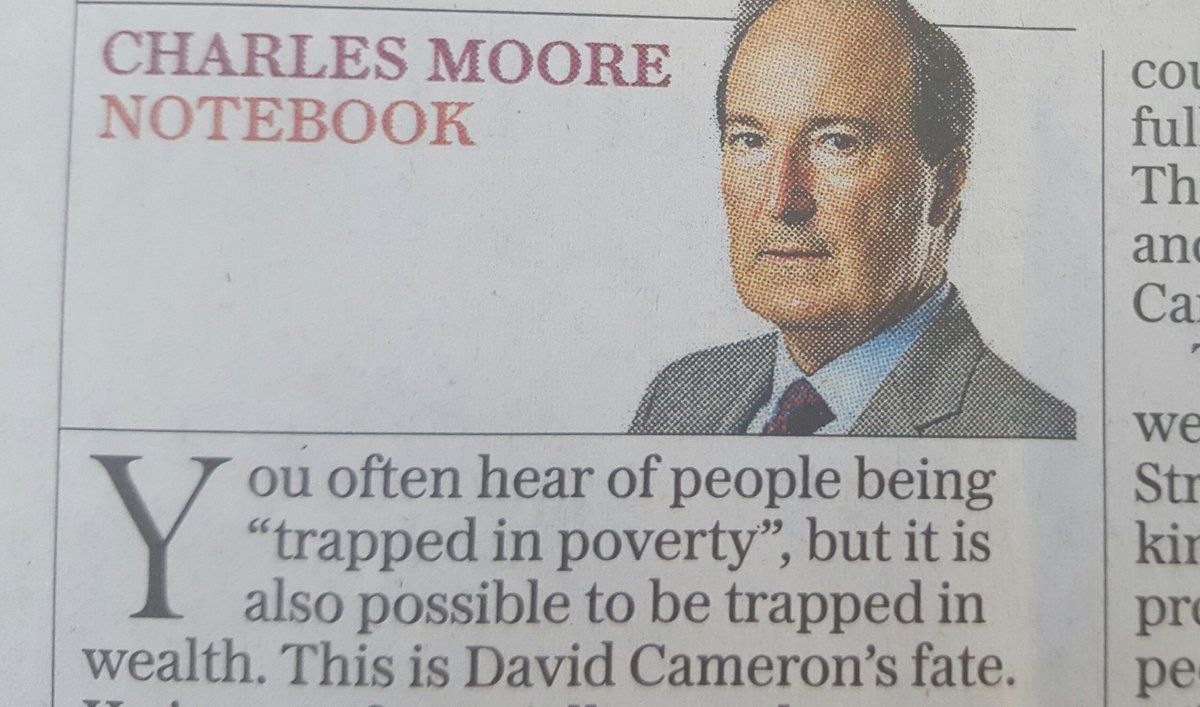 CHARLES MOORE
NOTEBOOK
You often hear of people being
“trapped in poverty”, but it is
also possible to be trapped in
wealth. This is David Cameron’s fate.